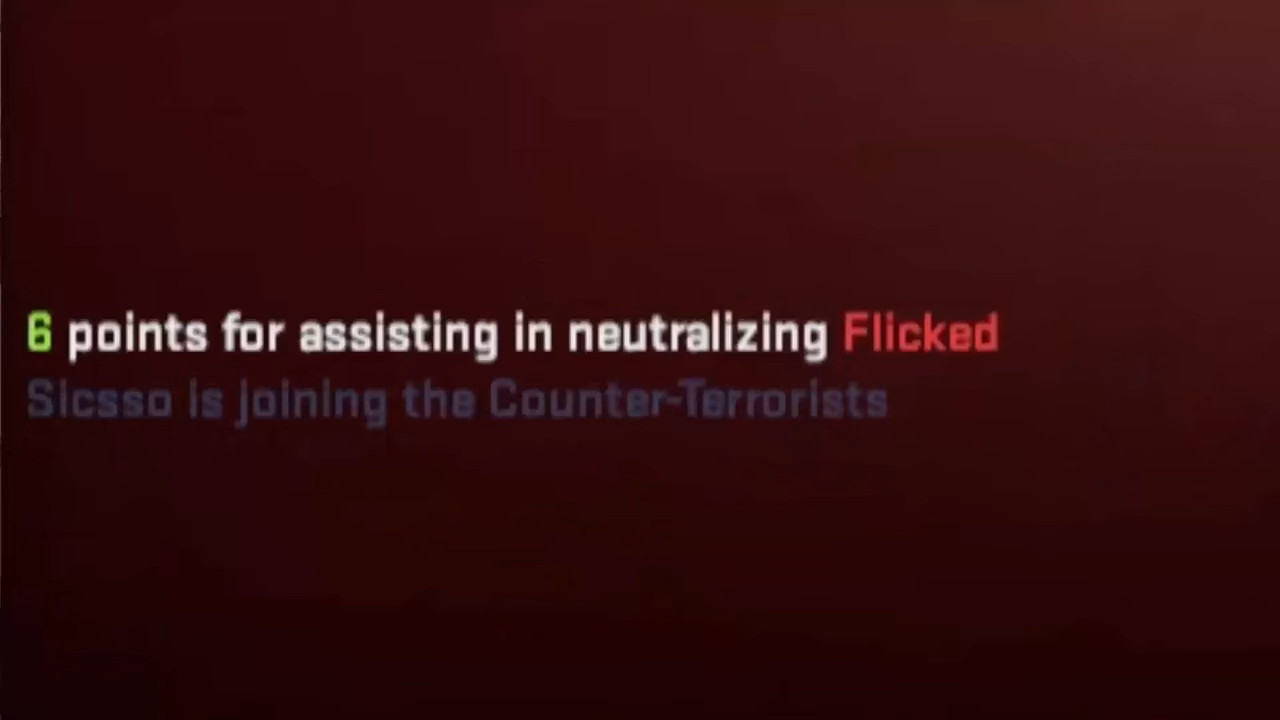 6 points for assisting in neutralizing Flicked
Sicsso is joining the Counter-Terrorists